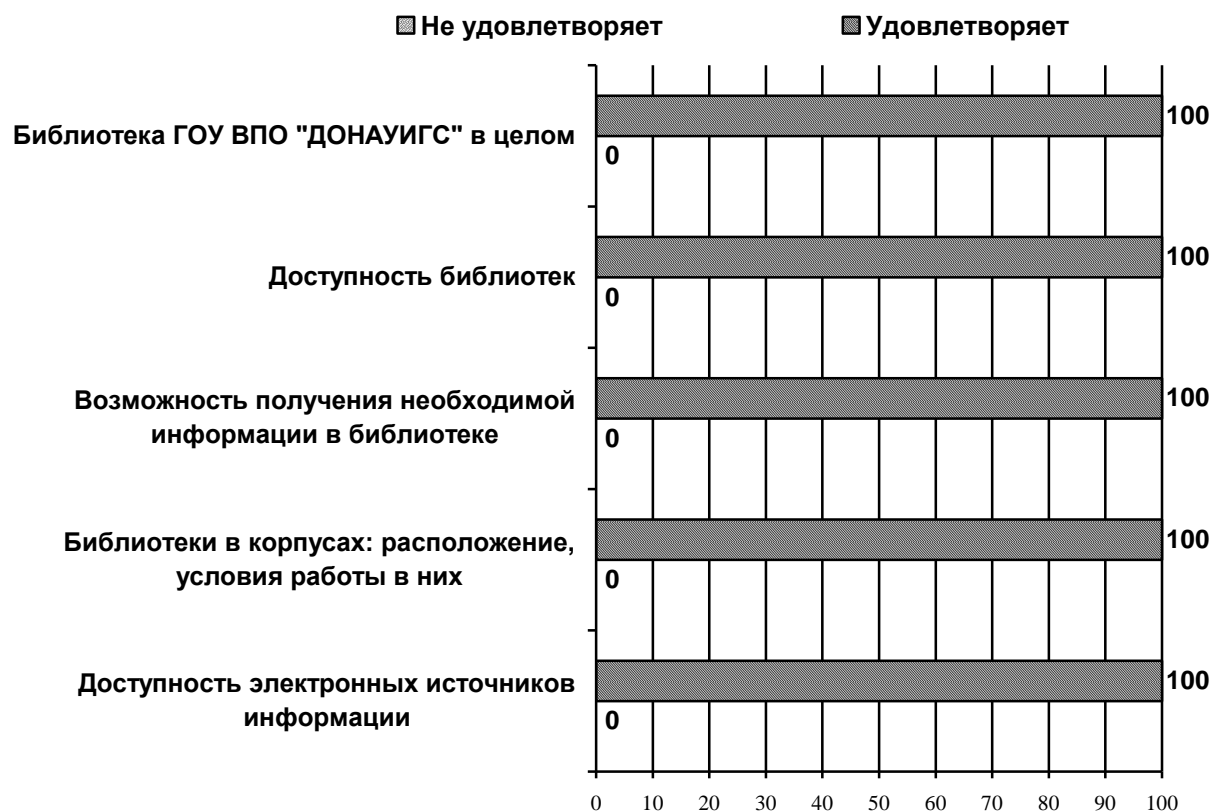 Не удовлетворяет Удовлетворяет
Библиотека ГОУ ВПО "ДОНАУИГС" в целом
100
0
Доступность библиотек
100
0
Возможность получения необходимой
информации в библиотеке
100
0
Библиотеки в корпусах: расположение,
условия работы в них
100
0
Доступность электронных источников
информации
100
0
0 10 20 30 40 50 60 70 80 90 100